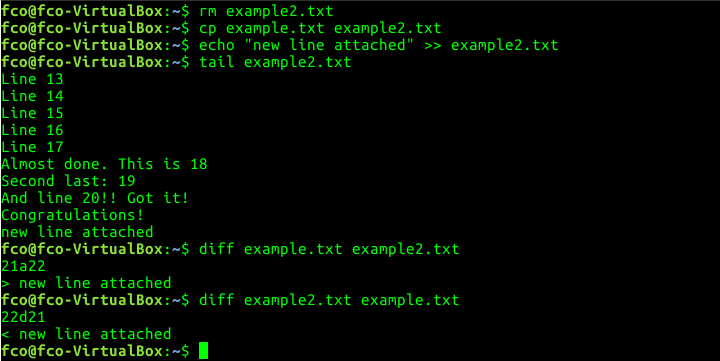 fco@fco-VirtualBox:~$ rm example2.txt
fco@fco-VirtualBox:~$ cp example.txt example2.txt
fco@fco-VirtualBox:~$ echo "new line attached" >> example2.txt
fco@fco-VirtualBox:~$ tail example2.txt
Line 13
Line 14
Line 15
Line 16
Line 17
Almost done. This is 18
Second last: 19
And line 20!! Got it!
Congratulations!
new line attached
fco@fco-VirtualBox:~$ diff example.txt example2.txt
21a22
> new line attached
fco@fco-VirtualBox:~$ diff example2.txt example.txt
22d21
< new line attached
fco@fco-VirtualBox:~$